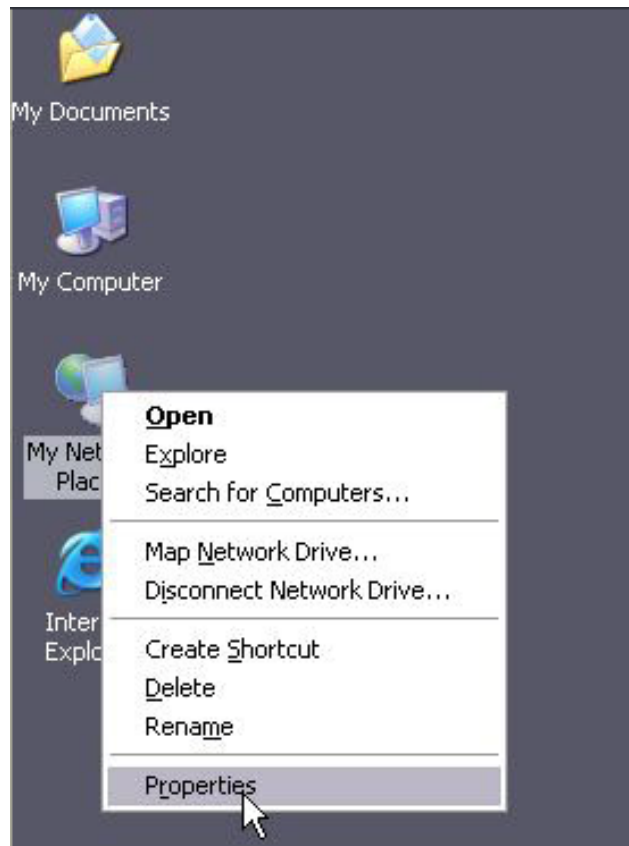 My Documents
My Computer
My Net
Plac
Inter
Explo
Open
Explore
Search for Computers...
Map Network Drive...
Disconnect Network Drive...
Create Shortcut
Delete
Rename
Properties